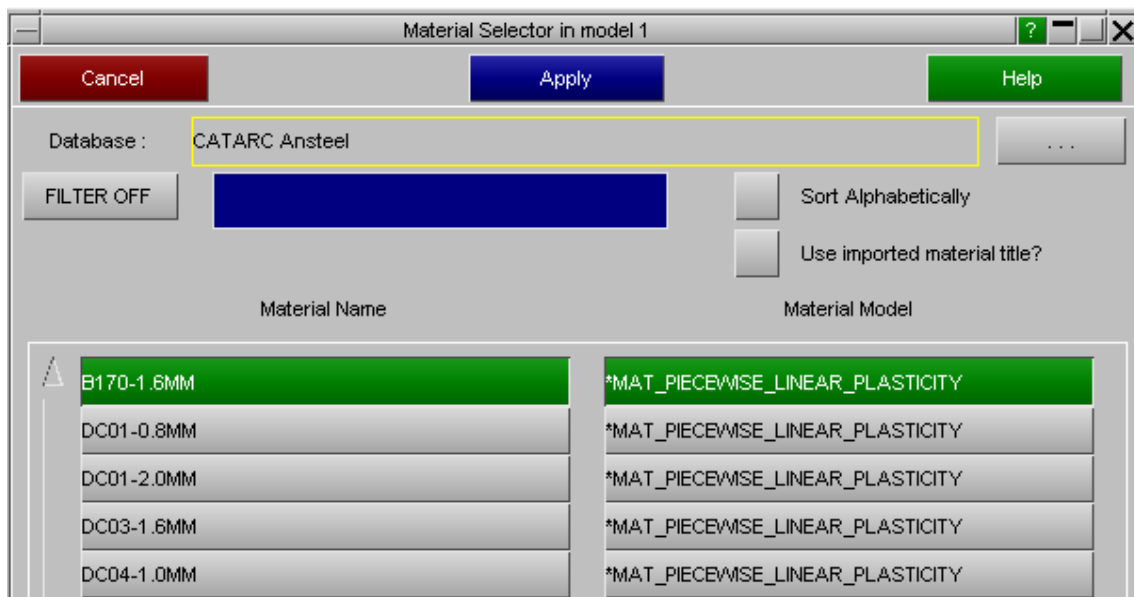 Material Selector in model 1
?
Cancel Apply Help
Database : CATARC Ansteel ...
FILTER OFF Sort Alphabetically
Use imported material title?
Material Name Material Model
B170-1.6MM *MAT_PIECEWISE_LINEAR_PLASTICITY
DC01-0.8MM *MAT_PIECEWISE_LINEAR_PLASTICITY
DC01-2.0MM *MAT_PIECEWISE_LINEAR_PLASTICITY
DC03-1.6MM *MAT_PIECEWISE_LINEAR_PLASTICITY
DC04-1.0MM *MAT_PIECEWISE_LINEAR_PLASTICITY